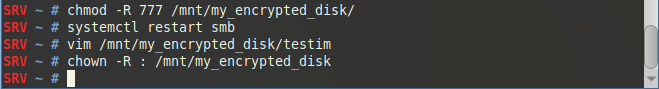 SRV ~ # chmod -R 777 /mnt/my_encrypted_disk/
SRV ~ # systemctl restart smb
SRV ~ # vim /mnt/my_encrypted_disk/testim
SRV ~ # chown -R : /mnt/my_encrypted_disk
SRV ~ #